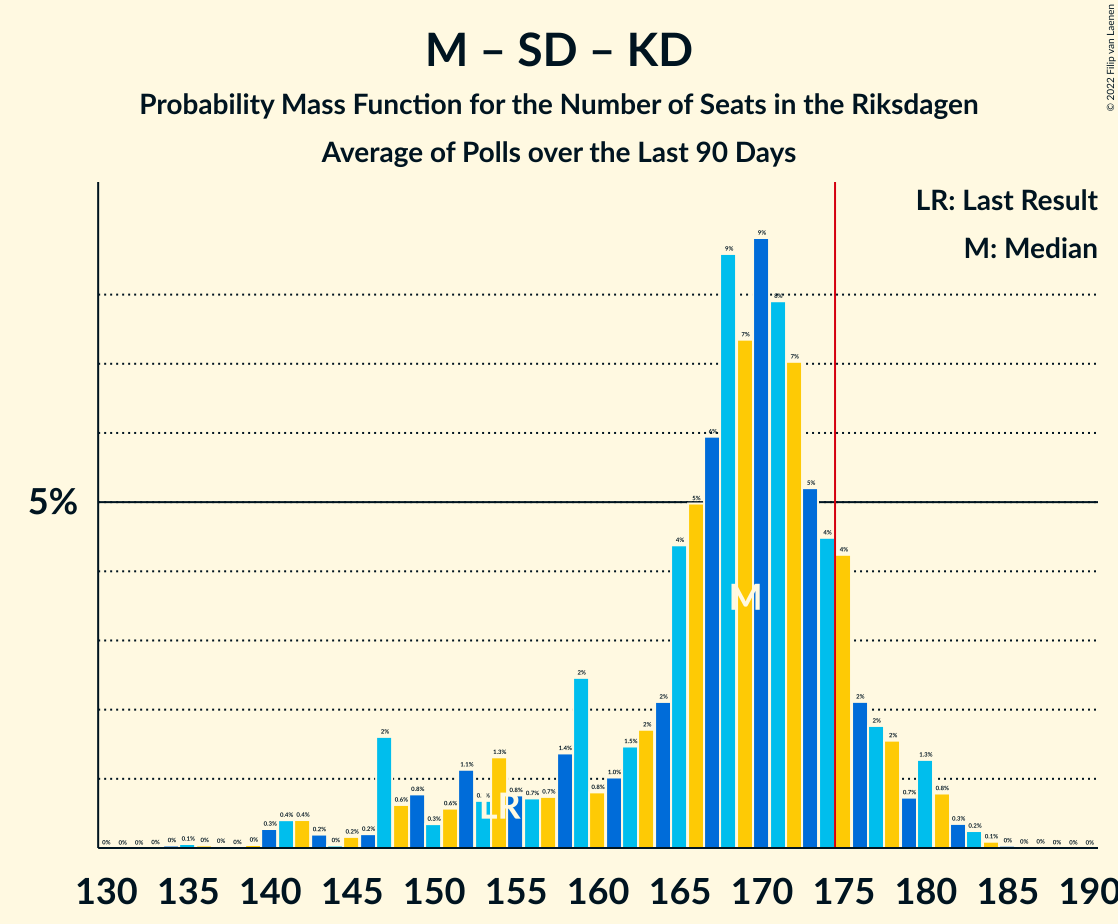 M – SD – KD
Probability Mass Function for the Number of Seats in the Riksdagen
Average of Polls over the Last 90 Days
© 2022 Filip van Laenen
LR: Last Result
M: Median
5%
0% 0% 0% 0% 0% 0.1% 0% 0% 0% 0% 0.3% 0.4% 0.4% 0.2% 0% 0.2% 0.2% 2% 0.6% 0.8% 0.3% 0.6% 1.1% 1.3% 0.8% 0.7% 0.7% 1.4% 2% 0.8% 1.0% 1.5% 2% 2% 4% 5% 6% 9% 7% 9% 8% 7% 5% 4% 4% 2% 2% 2% 0.7% 1.3% 0.8% 0.3% 0.2% 0.1% 0% 0% 0% 0% 0% 0%
LR
M
130 135 140 145 150 155 160 165 170 175 180 185 190